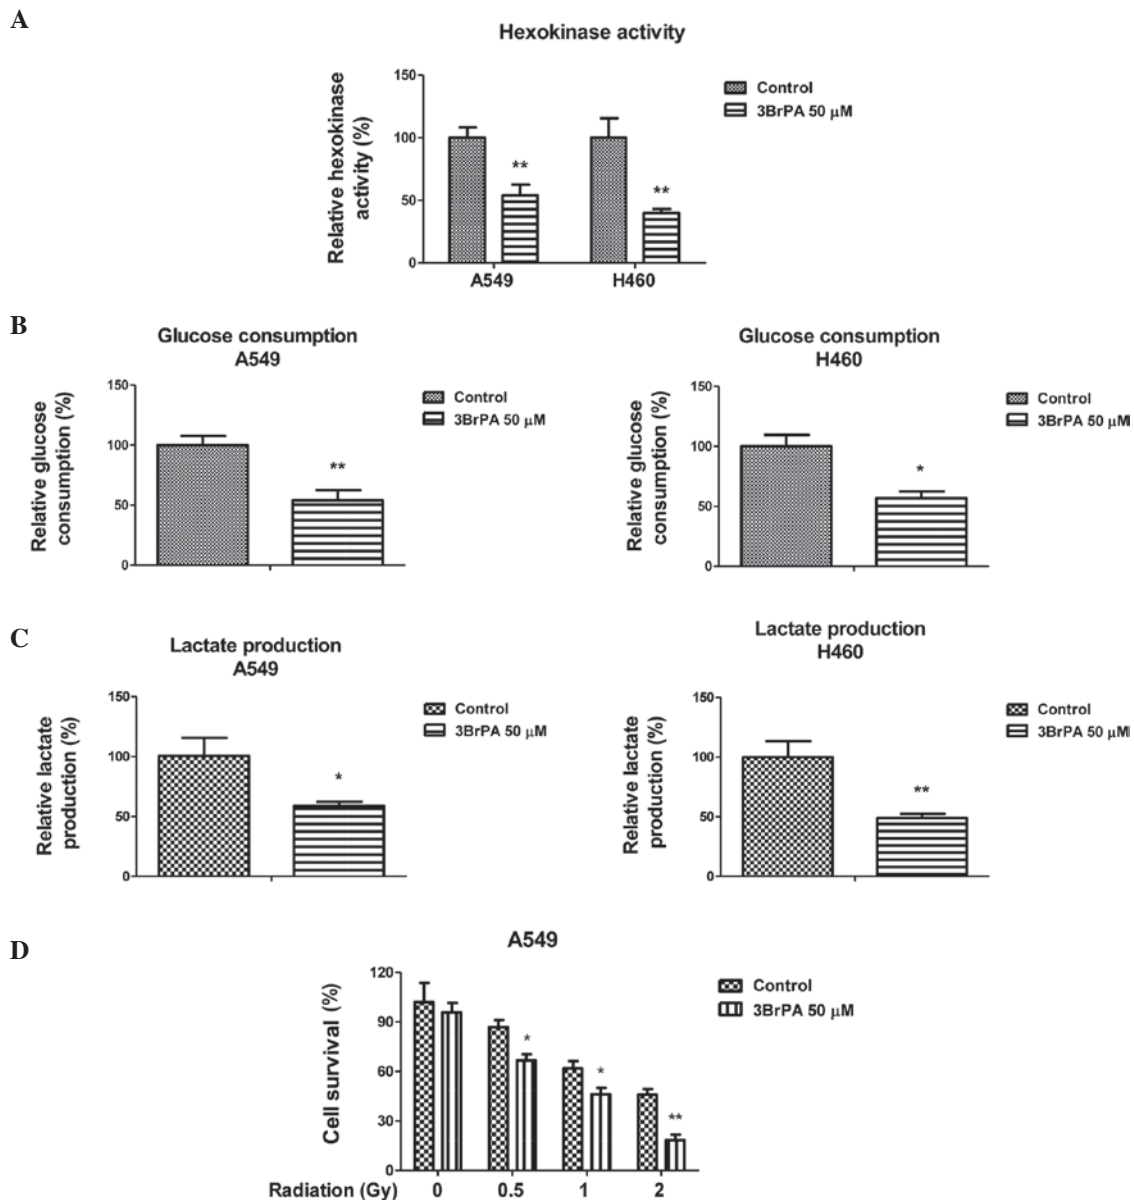 A
Hexokinase activity
Relative hexokinase
activity (%)
150
100
50
0
**
**
A549
H460
Control
3BrPA 50 μM
B
Glucose consumption
A549
Relative glucose
consumption (%)
150
100
50
0
**
Control
3BrPA 50 μM
Glucose consumption
H460
Relative glucose
consumption (%)
150
100
50
0
*
Control
3BrPA 50 μM
C
Lactate production
A549
Relative lactate
production (%)
150
100
50
0
*
Control
3BrPA 50 μM
Lactate production
H460
Relative lactate
production (%)
150
100
50
0
**
Control
3BrPA 50 μM
D
A549
Cell survival (%)
120
90
60
30
0
*
*
**
Control
3BrPA 50 μM
Radiation (Gy) 0 0.5 1 2